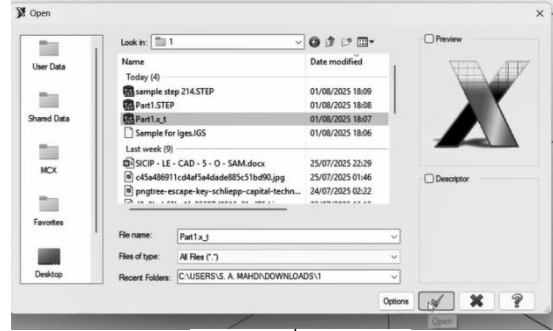 Open
User Data
Shared Data
MCX
Favorites
Desktop
Look in: 1
Name Date modified
Today (4)
sample step 214.STEP 01/08/2025 18:09
Part1.STEP 01/08/2025 18:08
Part1.x_t 01/08/2025 18:07
Sample for Iges.IGS 01/08/2025 18:06
Last week (9)
SICIP - LE - CAD - 5 - O - SAM.docx 25/07/2025 22:29
c45a486911cd4af5a4dade885c51bd90.jpg 25/07/2025 01:46
pngtree-escape-key-schliepp-capital-techn... 24/07/2025 02:22
File name: Part1.x_t
Files of type: All Files (*.*)
Recent Folders: C:\USERS\S. A. MAHDI\DOWNLOADS\1
Preview
Descriptor
Options
Open